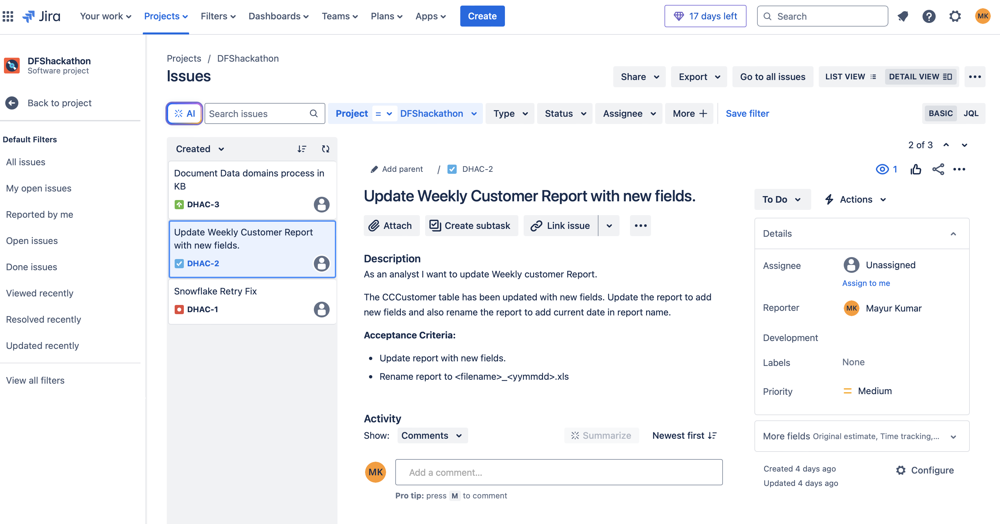 Jira
Your work
Projects
Filters
Dashboards
Teams
Plans
Apps
Create
17 days left
Search
MK
DFShackathon
Software project
Back to project
Default Filters
All issues
My open issues
Reported by me
Open issues
Done issues
Viewed recently
Resolved recently
Updated recently
View all filters
Projects / DFShackathon
Issues
Share
Export
Go to all issues
LIST VIEW
DETAIL VIEW
AI
Search issues
Project = DFShackathon
Type
Status
Assignee
More
Save filter
BASIC
JQL
Created
Document Data domains process in
KB
DHAC-3
Update Weekly Customer Report
with new fields.
DHAC-2
Snowflake Retry Fix
DHAC-1
2 of 3
Add parent / DHAC-2
1
Update Weekly Customer Report with new fields.
Attach
Create subtask
Link issue
Description
As an analyst I want to update Weekly customer Report.
The CCCustomer table has been updated with new fields. Update the report to add
new fields and also rename the report to add current date in report name.
Acceptance Criteria:
• Update report with new fields.
• Rename report to <filename>_<yymmdd>.xls
Activity
Show: Comments
Summarize
Newest first
MK
Add a comment...
Pro tip: press M to comment
To Do
Actions
Details
Assignee
Unassigned
Assign to me
Reporter
MK Mayur Kumar
Development
Labels
None
Priority
Medium
More fields Original estimate, Time tracking,...
Created 4 days ago
Updated 4 days ago
Configure